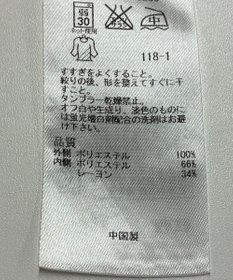 弱
30
ネット使用
118-1
すすぎをよくすること。
絞りの後、形を整えてすぐに干
すこと。
タンブラー乾燥禁止。
オフ白や生成り、淡色のものに
は蛍光増白剤配合の洗剤はお避
け下さい。
品質
外側 ポリエステル 100%
内側 ポリエステル 66%
レーヨン 34%
中国製